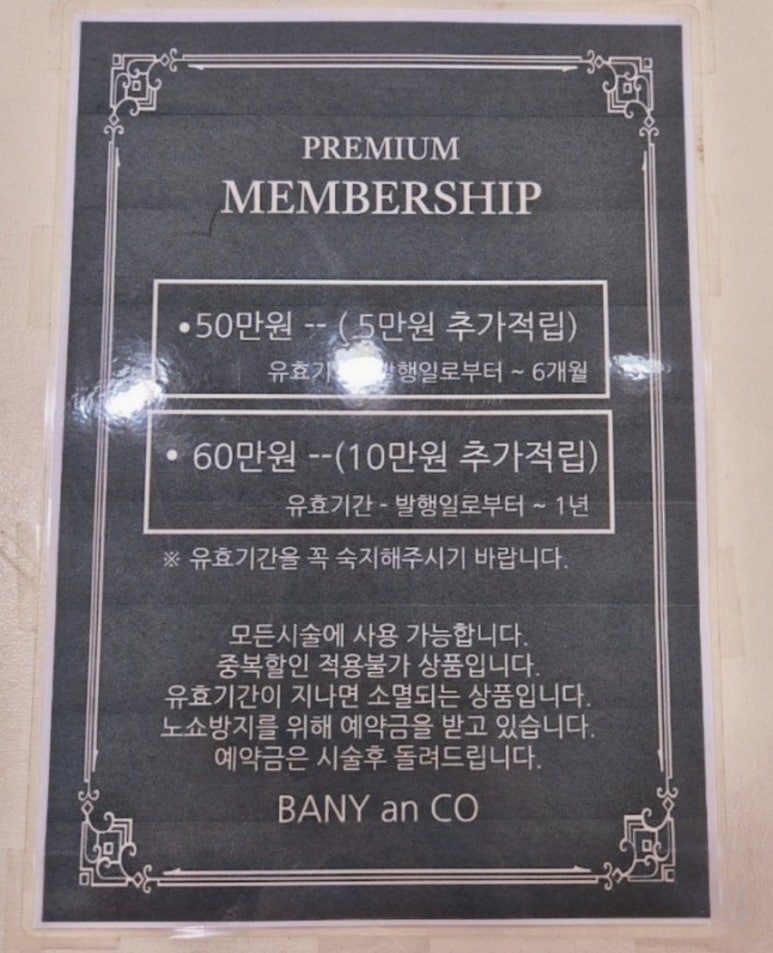 PREMIUM
MEMBERSHIP
•50만원 -- ( 5만원 추가적립)
발행일로부터 ~ 6개월
• 60만원 --(10만원 추가적립)
유효기간 - 발행일로부터 ~ 1년
※ 유효기간을 꼭 숙지해주시기 바랍니다.
모든시술에 사용 가능합니다.
중복할인 적용불가 상품입니다.
유효기간이 지나면 소멸되는 상품입니다.
노쇼방지를 위해 예약금을 받고 있습니다.
예약금은 시술후 돌려드립니다.
BANY an CO